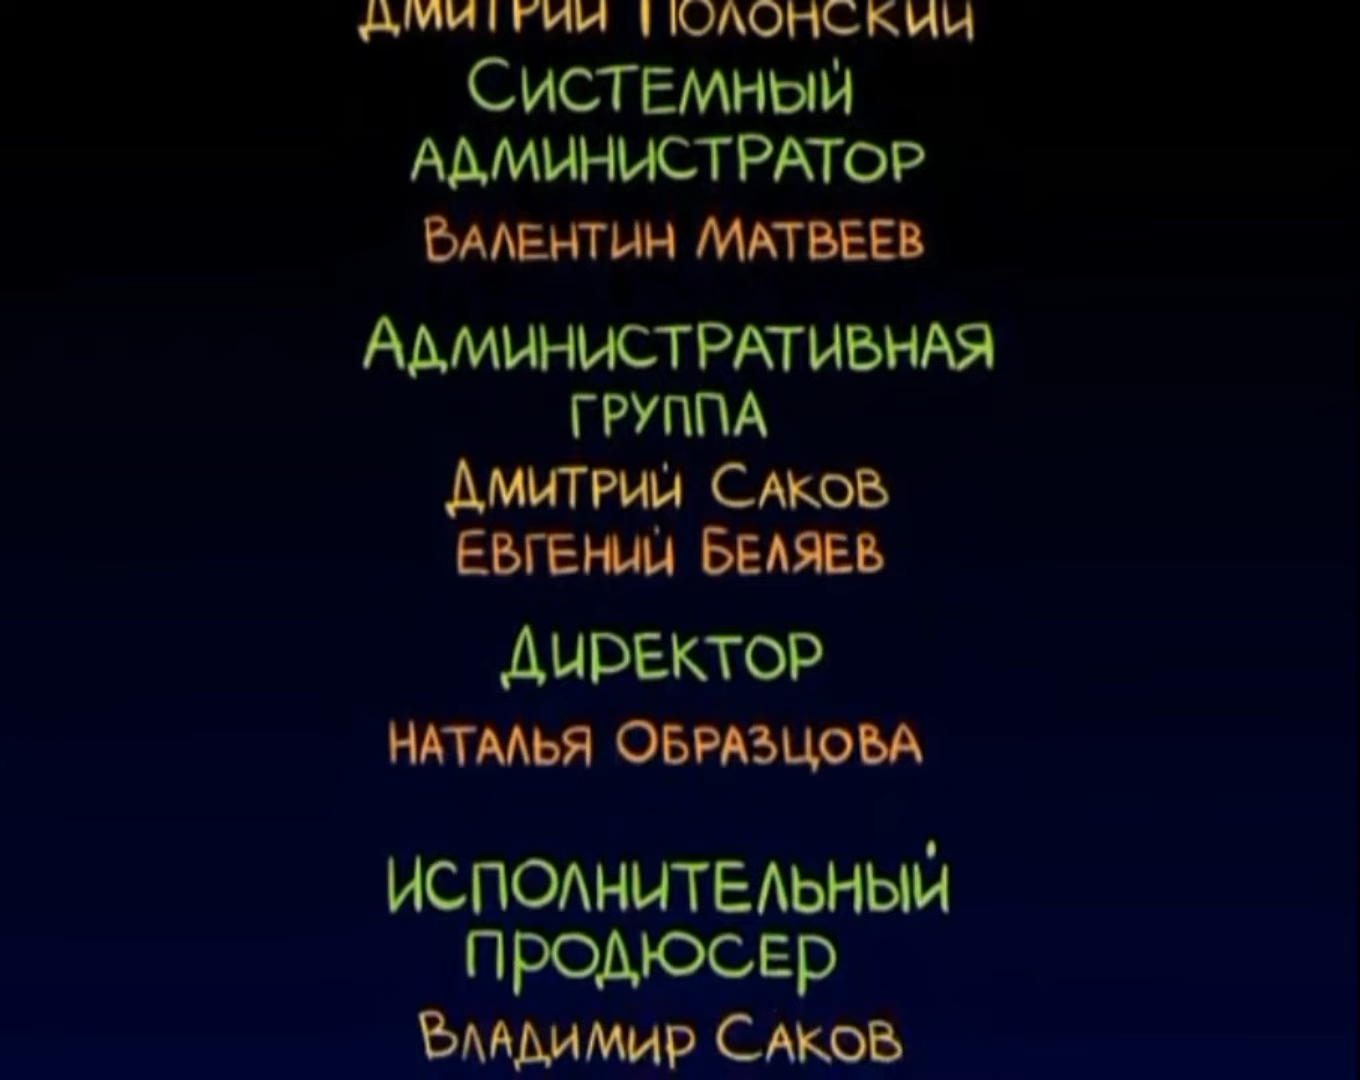 Дмитрий Полонский
Системный
администратор
Валентин Матвеев
Административная
группа
Дмитрий Саков
Евгений Беляев
Директор
Наталья Образцова
исполнительный
продюсер
Владимир Саков